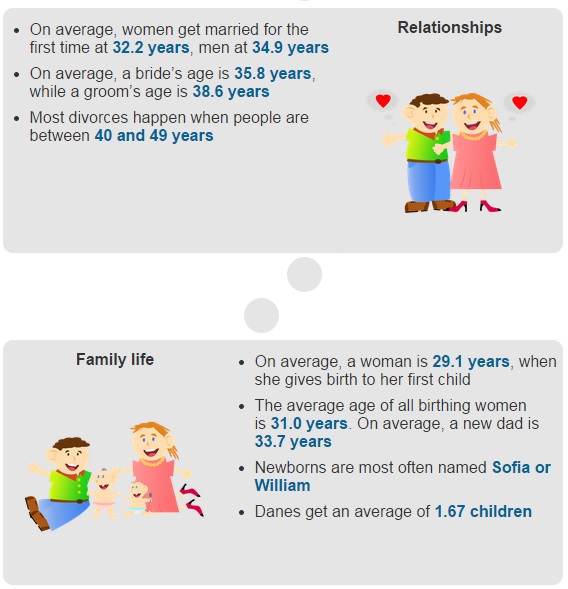 Relationships
• On average, women get married for the
first time at 32.2 years, men at 34.9 years
• On average, a bride’s age is 35.8 years,
while a groom’s age is 38.6 years
• Most divorces happen when people are
between 40 and 49 years
Family life
• On average, a woman is 29.1 years, when
she gives birth to her first child
• The average age of all birthing women
is 31.0 years. On average, a new dad is
33.7 years
• Newborns are most often named Sofia or
William
• Danes get an average of 1.67 children